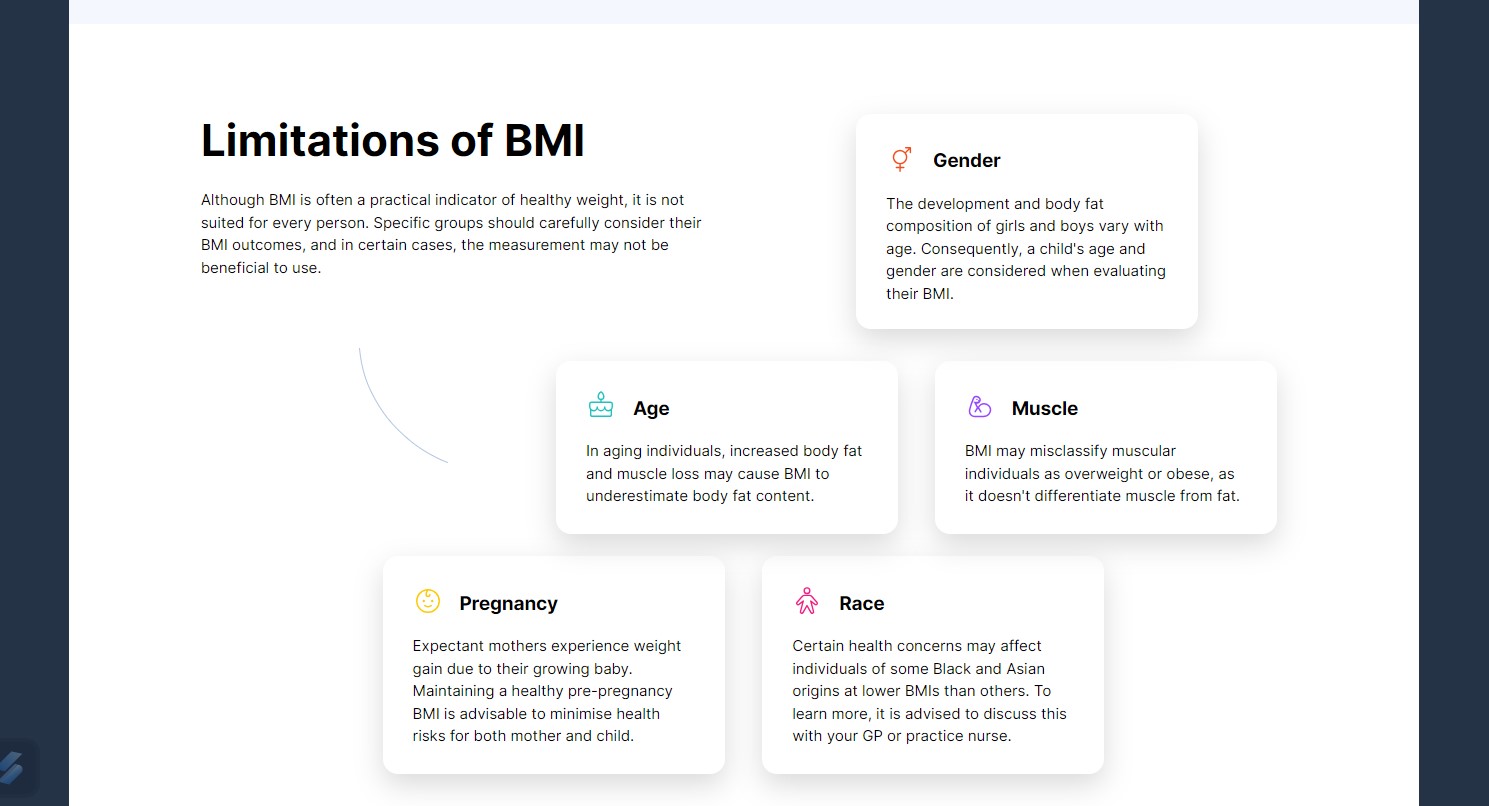 Limitations of BMI
Although BMI is often a practical indicator of healthy weight, it is not
suited for every person. Specific groups should carefully consider their
BMI outcomes, and in certain cases, the measurement may not be
beneficial to use.
Gender
The development and body fat
composition of girls and boys vary with
age. Consequently, a child's age and
gender are considered when evaluating
their BMI.
Age
In aging individuals, increased body fat
and muscle loss may cause BMI to
underestimate body fat content.
Muscle
BMI may misclassify muscular
individuals as overweight or obese, as
it doesn't differentiate muscle from fat.
Pregnancy
Expectant mothers experience weight
gain due to their growing baby.
Maintaining a healthy pre-pregnancy
BMI is advisable to minimise health
risks for both mother and child.
Race
Certain health concerns may affect
individuals of some Black and Asian
origins at lower BMIs than others. To
learn more, it is advised to discuss this
with your GP or practice nurse.